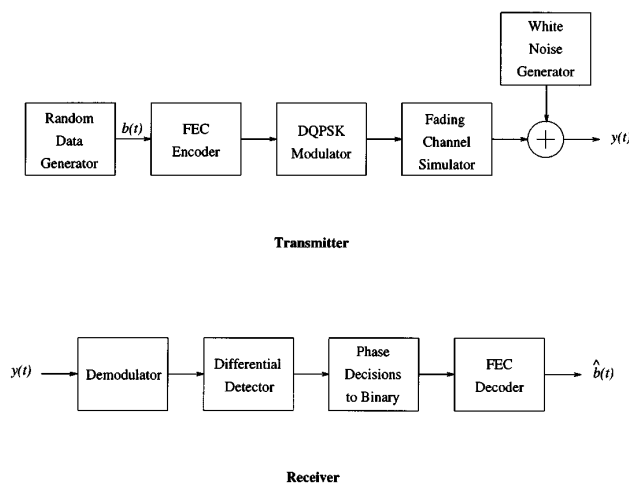 White
Noise
Generator
Random
Data
Generator
b(t)
FEC
Encoder
DQPSK
Modulator
Fading
Channel
Simulator
+
y(t)
Transmitter
y(t)
Demodulator
Differential
Detector
Phase
Decisions
to Binary
FEC
Decoder
b̂(t)
Receiver